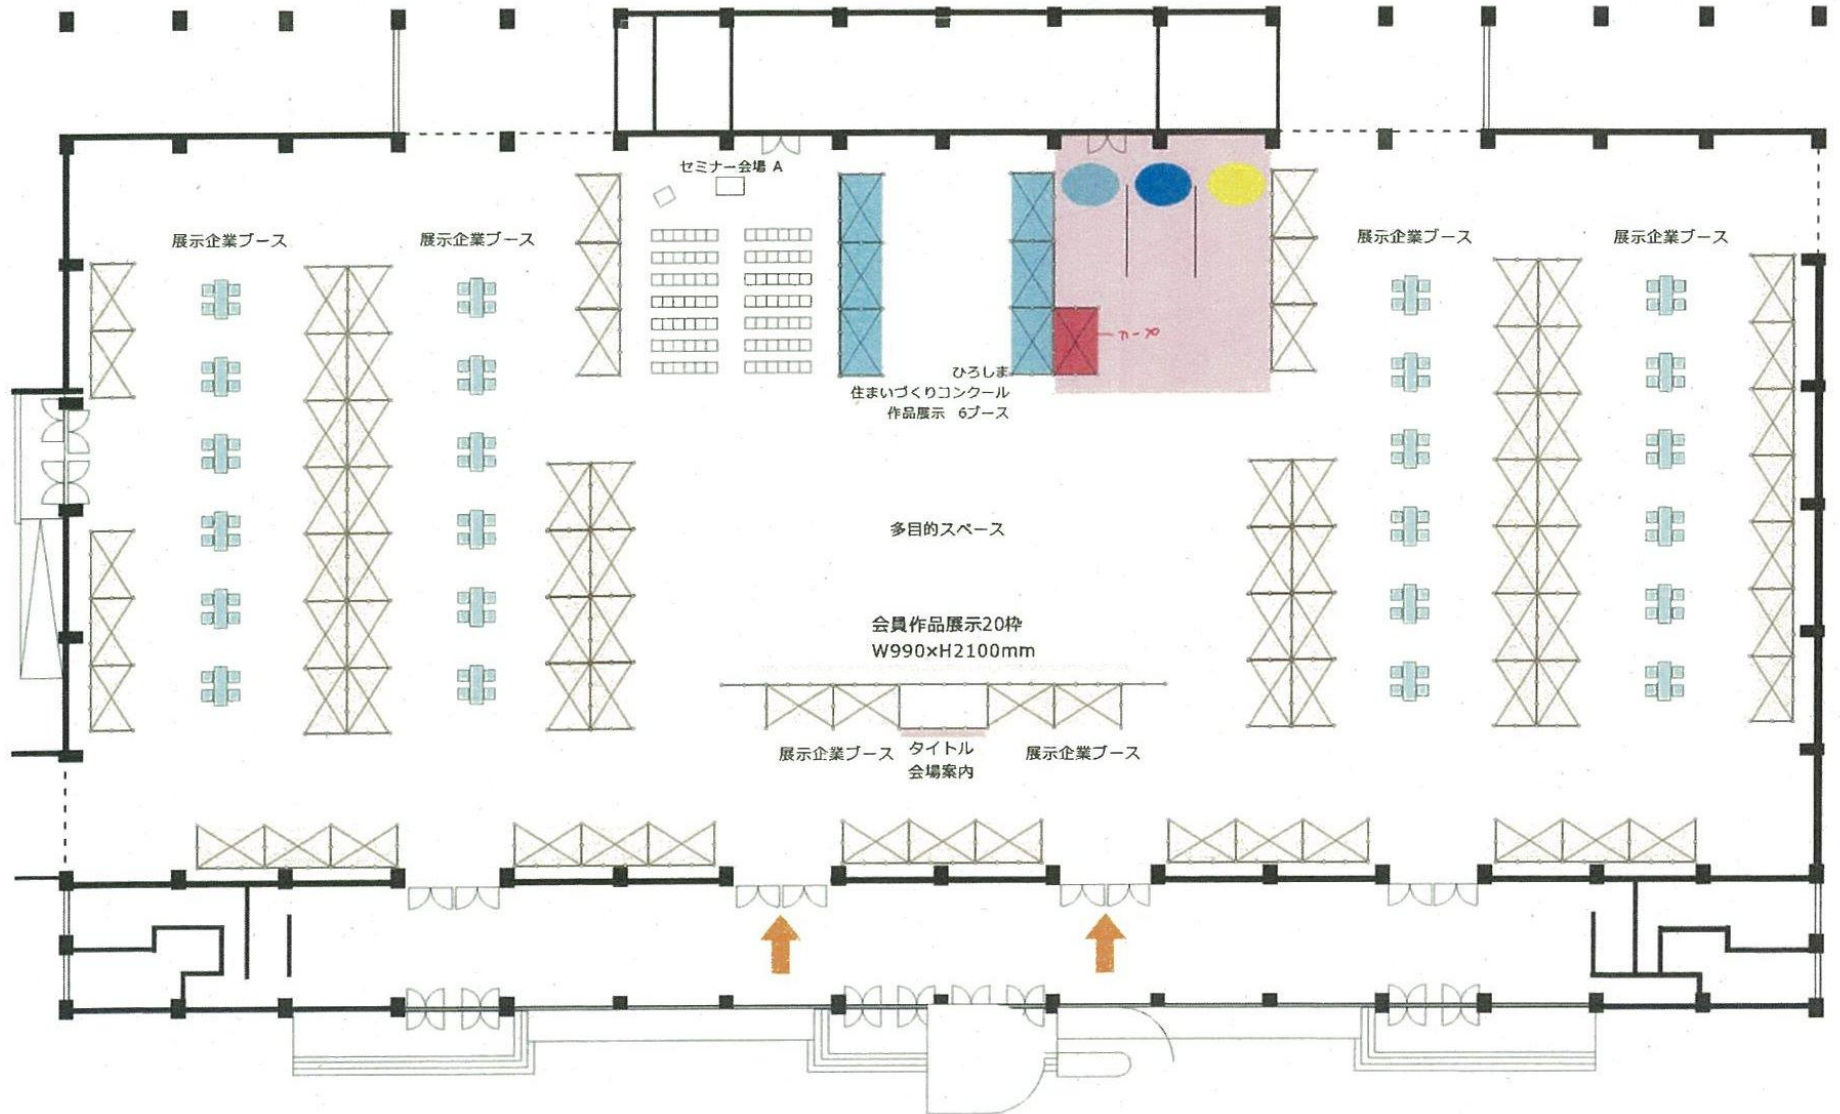 セミナー会場 A
展示企業ブース
展示企業ブース
展示企業ブース
展示企業ブース
ひろしま
住まいづくりコンクール
作品展示 6ブース
多目的スペース
会員作品展示20枠
W990×H2100mm
展示企業ブース
タイトル
会場案内
展示企業ブース